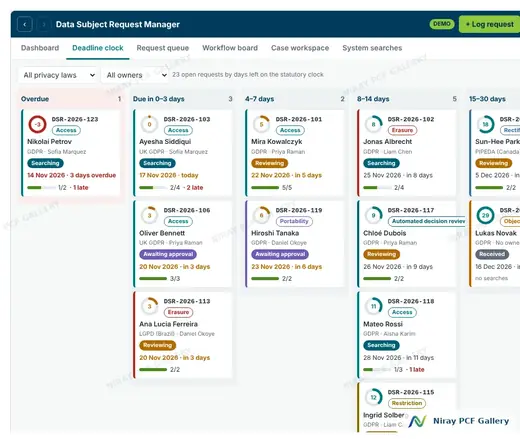 Data Subject Request Manager
DEMO
+ Log request
Dashboard
Deadline clock
Request queue
Workflow board
Case workspace
System searches
All privacy laws
All owners
23 open requests by days left on the statutory clock
Overdue 1
-3
DSR-2026-123
Access
Nikolai Petrov
GDPR · Sofia Marquez
Searching
14 Nov 2026 · 3 days overdue
1/2 · 1 late
Due in 0–3 days 3
0
DSR-2026-103
Access
Ayesha Siddiqui
UK GDPR · Sofia Marquez
Searching
17 Nov 2026 · today
2/4 · 2 late
3
DSR-2026-106
Access
Oliver Bennett
UK GDPR · Priya Raman
Awaiting approval
20 Nov 2026 · in 3 days
3/3
3
DSR-2026-113
Erasure
Ana Lucia Ferreira
LGPD (Brazil) · Daniel Okoye
Reviewing
20 Nov 2026 · in 3 days
2/2
4–7 days 2
5
DSR-2026-101
Access
Mira Kowalczyk
GDPR · Priya Raman
Reviewing
22 Nov 2026 · in 5 days
5/5
6
DSR-2026-119
Portability
Hiroshi Tanaka
GDPR · Daniel Okoye
Awaiting approval
23 Nov 2026 · in 6 days
2/2
8–14 days 5
8
DSR-2026-102
Erasure
Jonas Albrecht
GDPR · Liam Chen
Searching
25 Nov 2026 · in 8 days
2/4
9
DSR-2026-117
Automated decision review
Chloé Dubois
GDPR · Priya Raman
Reviewing
26 Nov 2026 · in 9 days
2/2
11
DSR-2026-118
Access
Mateo Rossi
GDPR · Aisha Karim
Searching
28 Nov 2026 · in 11 days
1/3 · 1 late
12
DSR-2026-115
Restriction
Ingrid Solber
GDPR · Liam C
15–30 days
18
DSR-202
Rectif
Sun-Hee Park
PIPEDA (Canada
Reviewing
5 Dec 2026 · in
2/2
29
DSR-202
Objec
Lukas Novak
GDPR · No owne
Received
16 Dec 2026 · in
no searches
Niray PCF Gallery